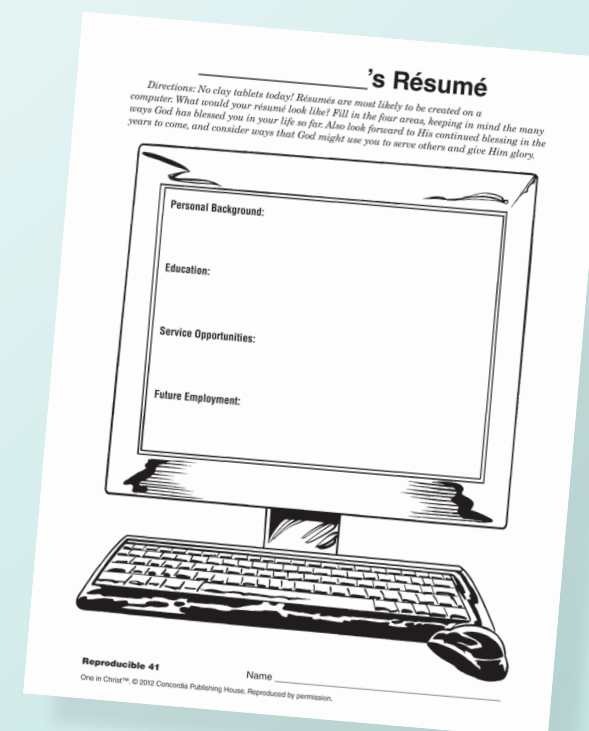 _______________'s Résumé
Directions: No clay tablets today! Résumés are most likely to be created on a
computer. What would your résumé look like? Fill in the four areas, keeping in mind the many
ways God has blessed you in your life so far. Also look forward to His continued blessing in the
years to come, and consider ways that God might use you to serve others and give Him glory.
Personal Background:
Education:
Service Opportunities:
Future Employment:
Reproducible 41
Name _______________
One in Christ™. © 2012 Concordia Publishing House. Reproduced by permission.